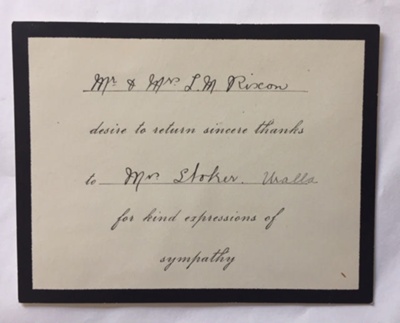 Mr & Mrs L. M Rixon
desire to return sincere thanks
to Mrs Stoker. Uralla
for kind expressions of
sympathy